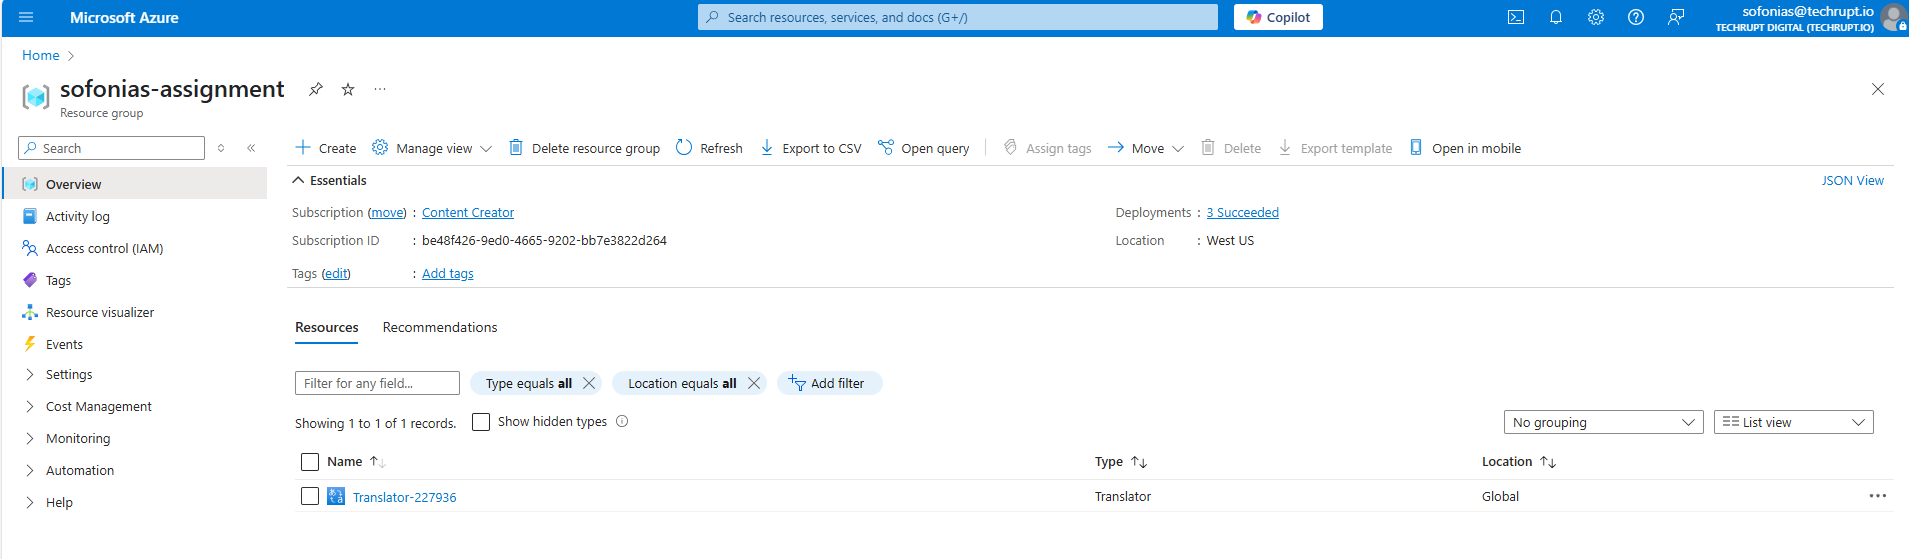 Microsoft Azure
Search resources, services, and docs (G+/)
Copilot
sofonias@techrupt.io
TECHRUPT DIGITAL (TECHRUPT.IO)
Home
sofonias-assignment
Resource group
Search
Create
Manage view
Delete resource group
Refresh
Export to CSV
Open query
Assign tags
Move
Delete
Export template
Open in mobile
Overview
Activity log
Access control (IAM)
Tags
Resource visualizer
Events
Settings
Cost Management
Monitoring
Automation
Help
Essentials
JSON View
Subscription (move) : Content Creator
Deployments : 3 Succeeded
Subscription ID : be48f426-9ed0-4665-9202-bb7e3822d264
Location : West US
Tags (edit) : Add tags
Resources
Recommendations
Filter for any field...
Type equals all
Location equals all
Add filter
Showing 1 to 1 of 1 records.
Show hidden types
No grouping
List view
Name
Type
Location
Translator-227936
Translator
Global